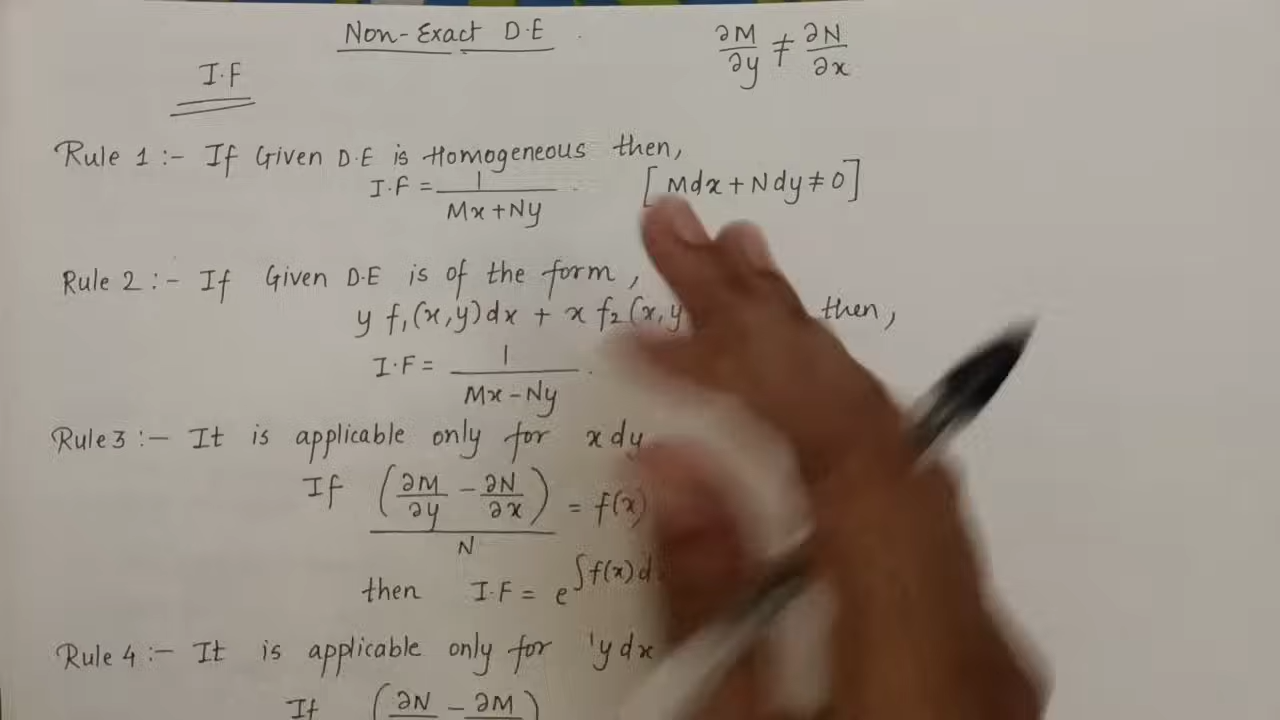 Non-Exact D.E.
∂M/∂y ≠ ∂N/∂x
I.F
Rule 1 :- If Given D.E is Homogeneous then,
I.F = 1/(Mx + Ny) [Mdx + Ndy ≠ 0]
Rule 2 :- If Given D.E is of the form,
y f₁(x,y)dx + x f₂(x,y then,
I.F = 1/(Mx - Ny).
Rule 3 :- It is applicable only for xdy
If (∂M/∂y - ∂N/∂x)/N = f(x)
then I.F = e^∫f(x)d
Rule 4 :- It is applicable only for 'ydx
If (∂N - ∂M)